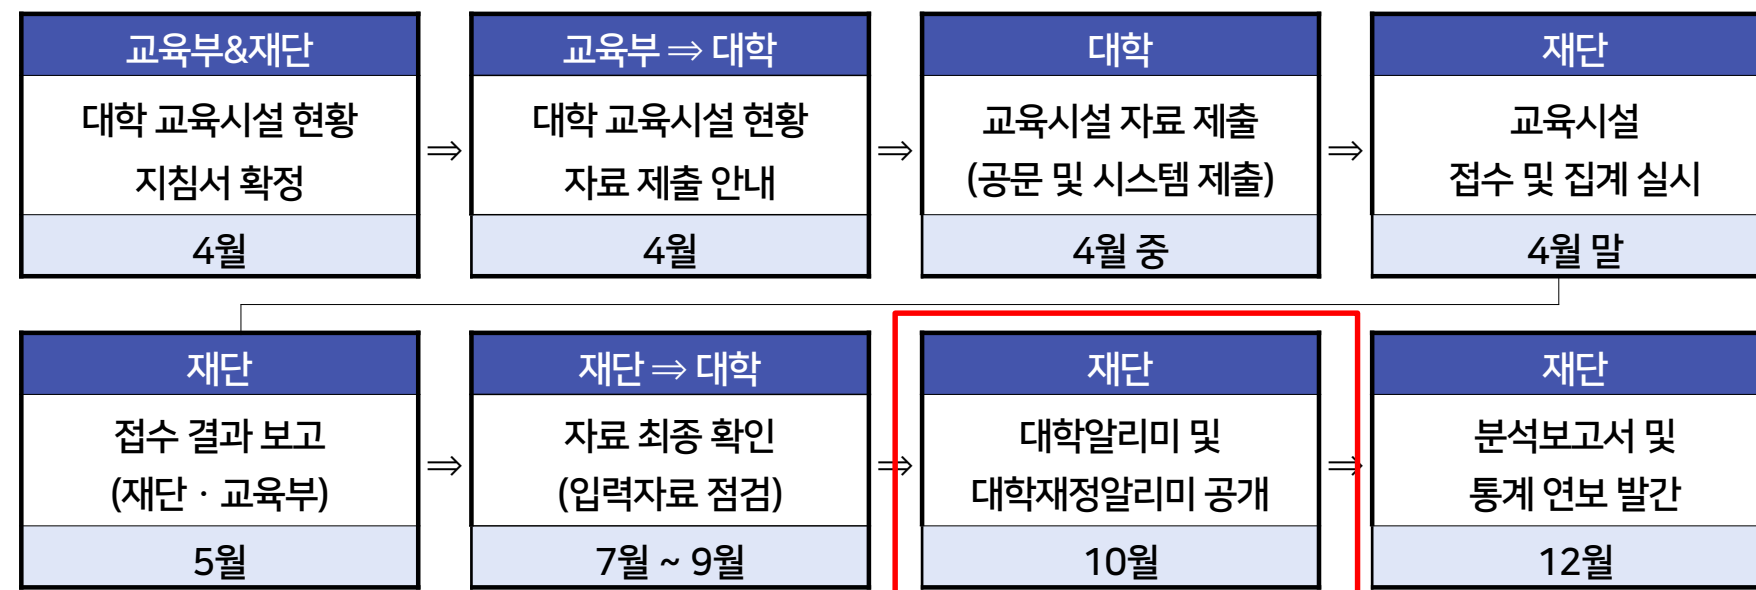 교육부&재단
대학 교육시설 현황
지침서 확정
4월
⇒
교육부 ⇒ 대학
대학 교육시설 현황
자료 제출 안내
4월
⇒
대학
교육시설 자료 제출
(공문 및 시스템 제출)
4월 중
⇒
재단
교육시설
접수 및 집계 실시
4월 말
재단
접수 결과 보고
(재단 · 교육부)
5월
⇒
재단 ⇒ 대학
자료 최종 확인
(입력자료 점검)
7월 ~ 9월
⇒
재단
대학알리미 및
대학재정알리미 공개
10월
⇒
재단
분석보고서 및
통계 연보 발간
12월